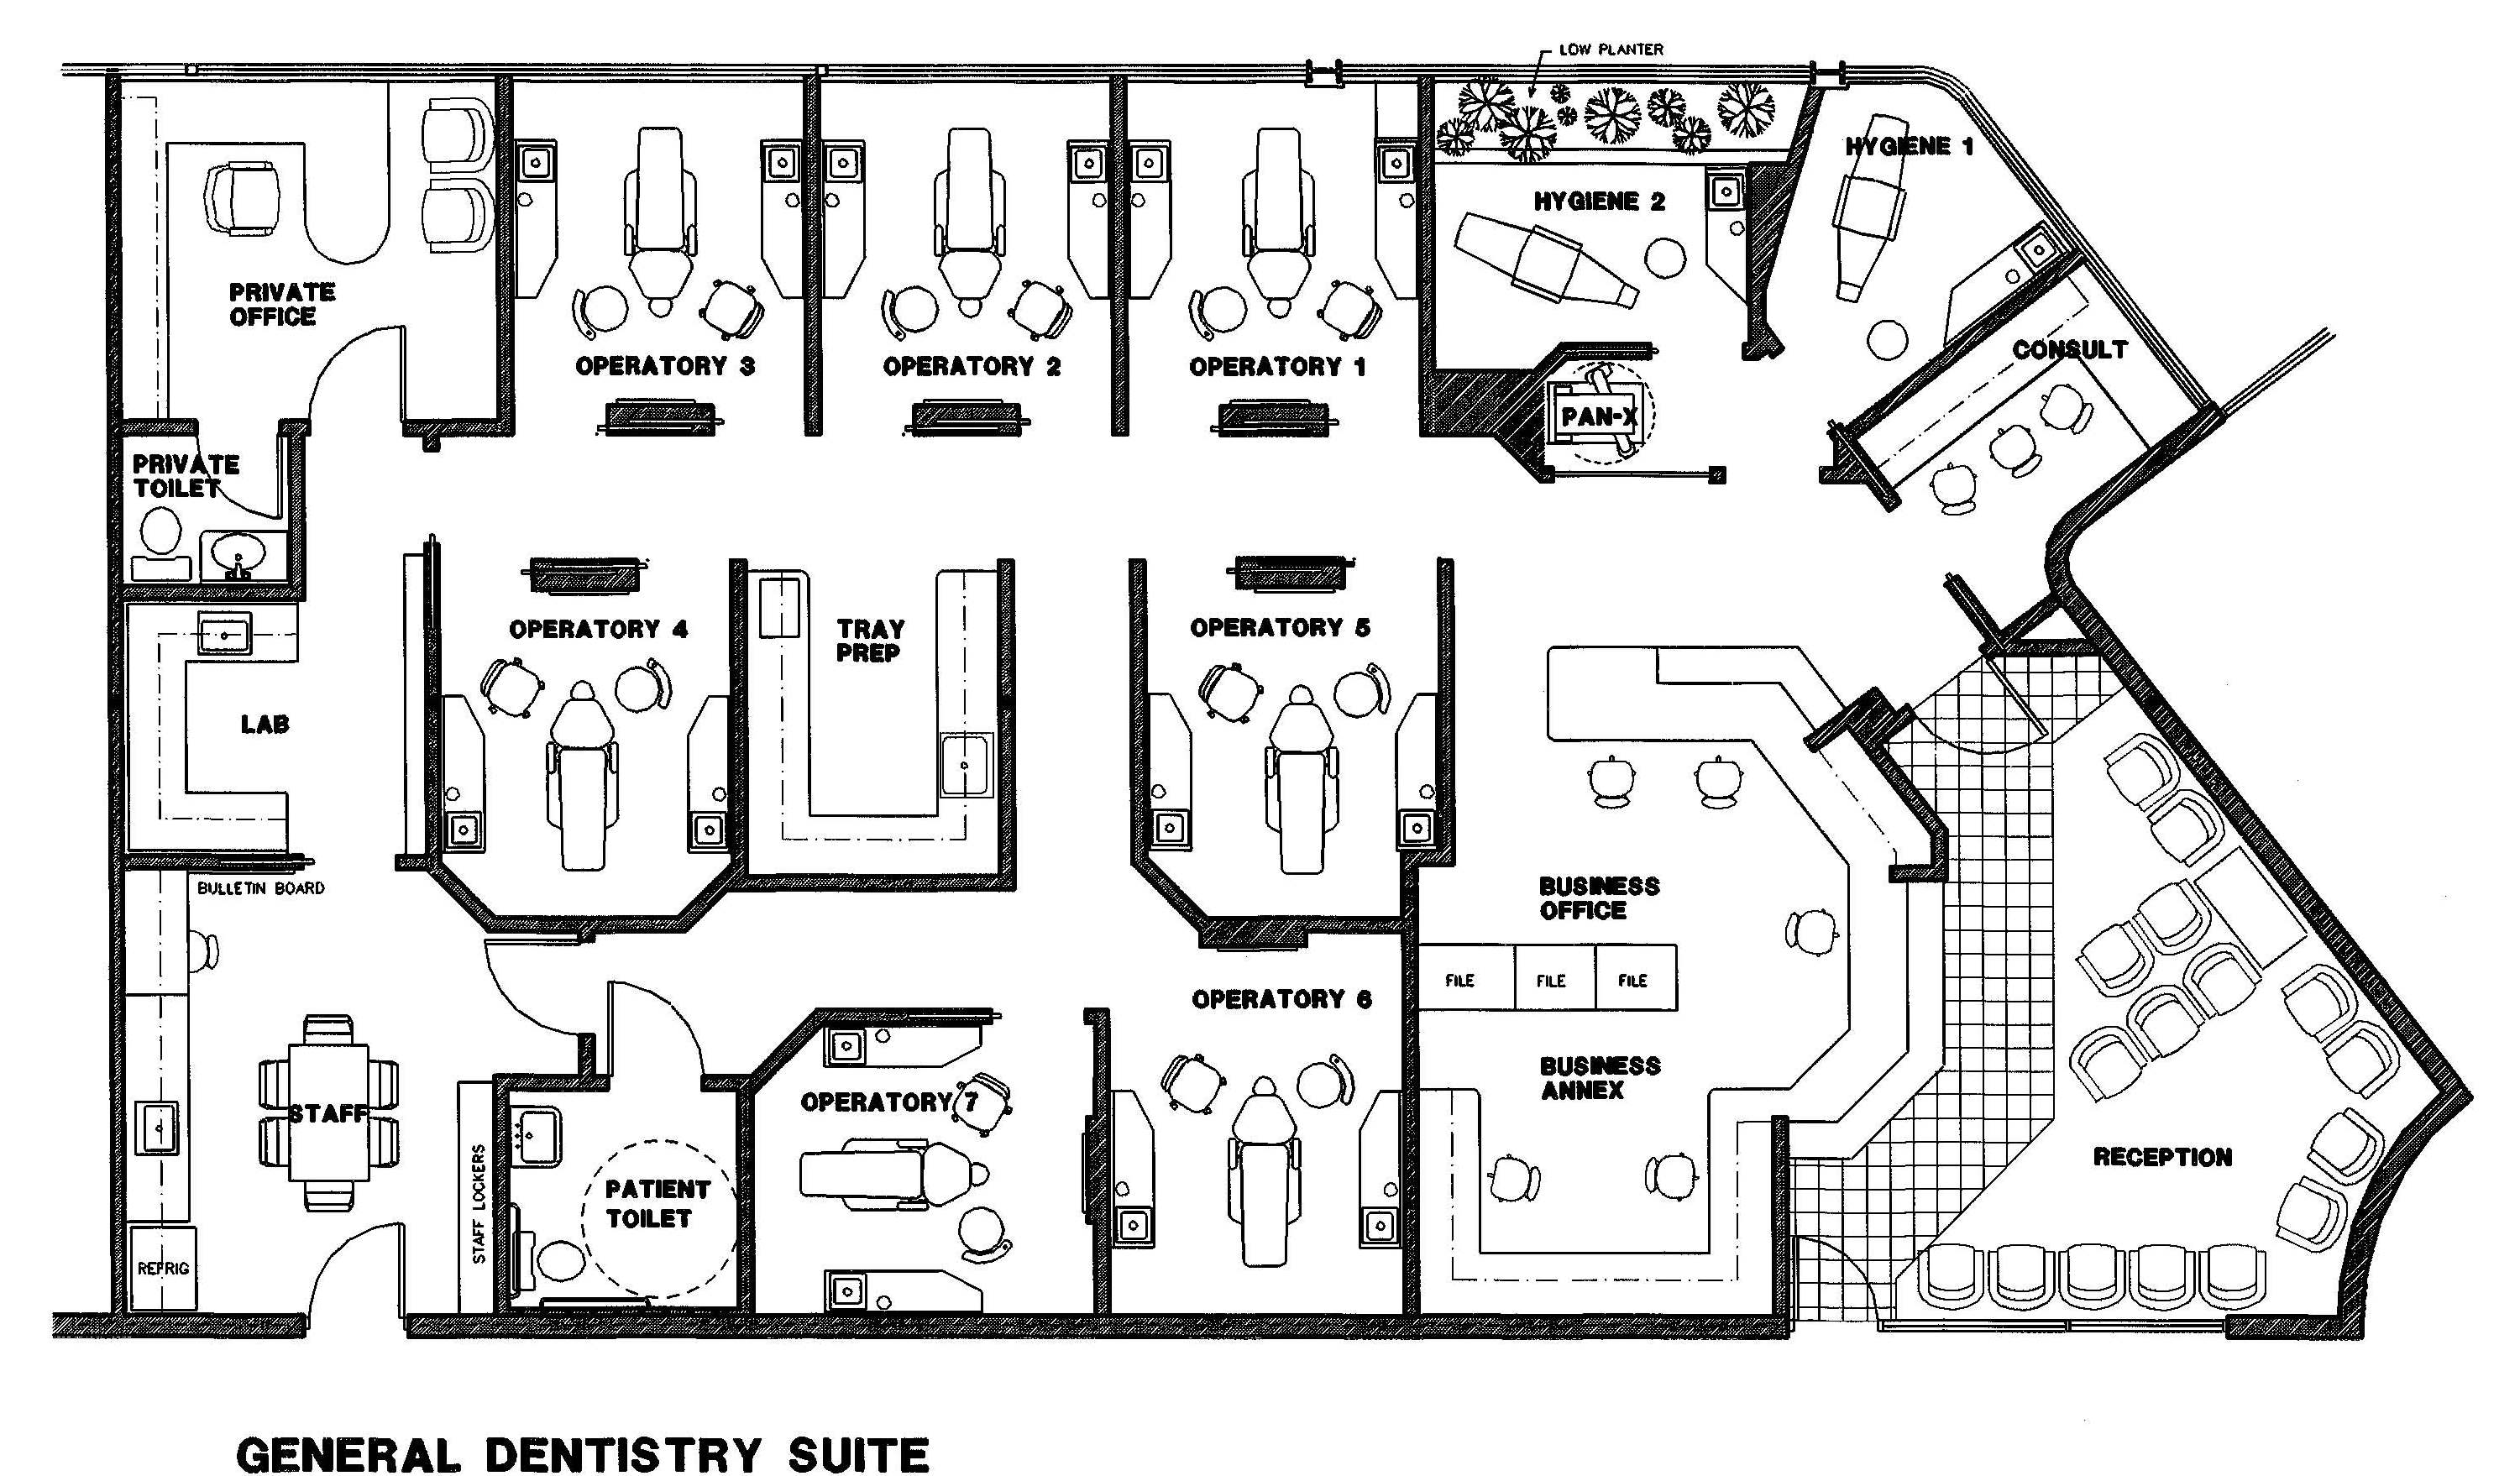 LOW PLANTER
HYGIENE 1
HYGIENE 2
PRIVATE
OFFICE
OPERATORY 3
OPERATORY 2
OPERATORY 1
CONSULT
PAN-X
PRIVATE
TOILET
OPERATORY 4
TRAY
PREP
OPERATORY 5
LAB
BULLETIN BOARD
BUSINESS
OFFICE
FILE
FILE
FILE
OPERATORY 6
BUSINESS
ANNEX
OPERATORY 7
STAFF
STAFF LOCKERS
PATIENT
TOILET
RECEPTION
REFRIG
GENERAL DENTISTRY SUITE